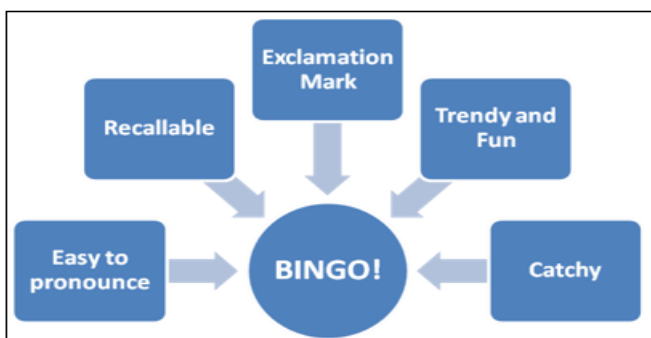 Exclamation
Mark
Recallable
Trendy and
Fun
Easy to
pronounce
BINGO!
Catchy